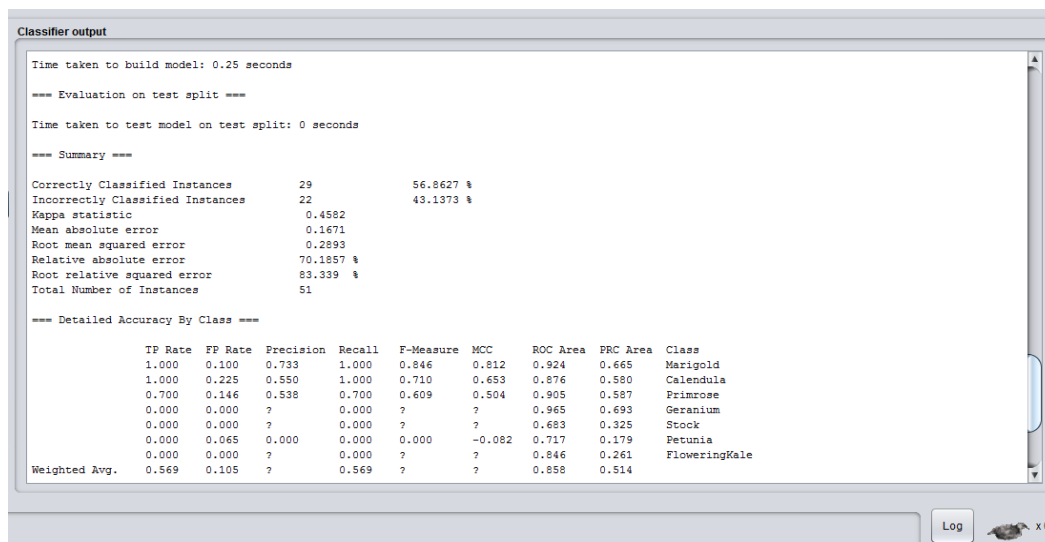 Classifier output
Time taken to build model: 0.25 seconds
=== Evaluation on test split ===
Time taken to test model on test split: 0 seconds
=== Summary ===
Correctly Classified Instances 29 56.8627 %
Incorrectly Classified Instances 22 43.1373 %
Kappa statistic 0.4582
Mean absolute error 0.1671
Root mean squared error 0.2893
Relative absolute error 70.1857 %
Root relative squared error 83.339 %
Total Number of Instances 51
=== Detailed Accuracy By Class ===
TP Rate FP Rate Precision Recall F-Measure MCC ROC Area PRC Area Class
1.000 0.100 0.733 1.000 0.846 0.812 0.924 0.665 Marigold
1.000 0.225 0.550 1.000 0.710 0.653 0.876 0.580 Calendula
0.700 0.146 0.538 0.700 0.609 0.504 0.905 0.587 Primrose
0.000 0.000 ? 0.000 ? ? 0.965 0.693 Geranium
0.000 0.000 ? 0.000 ? ? 0.683 0.325 Stock
0.000 0.065 0.000 0.000 0.000 -0.082 0.717 0.179 Petunia
0.000 0.000 ? 0.000 ? ? 0.846 0.261 FloweringKale
Weighted Avg. 0.569 0.105 ? 0.569 ? ? 0.858 0.514
Log x